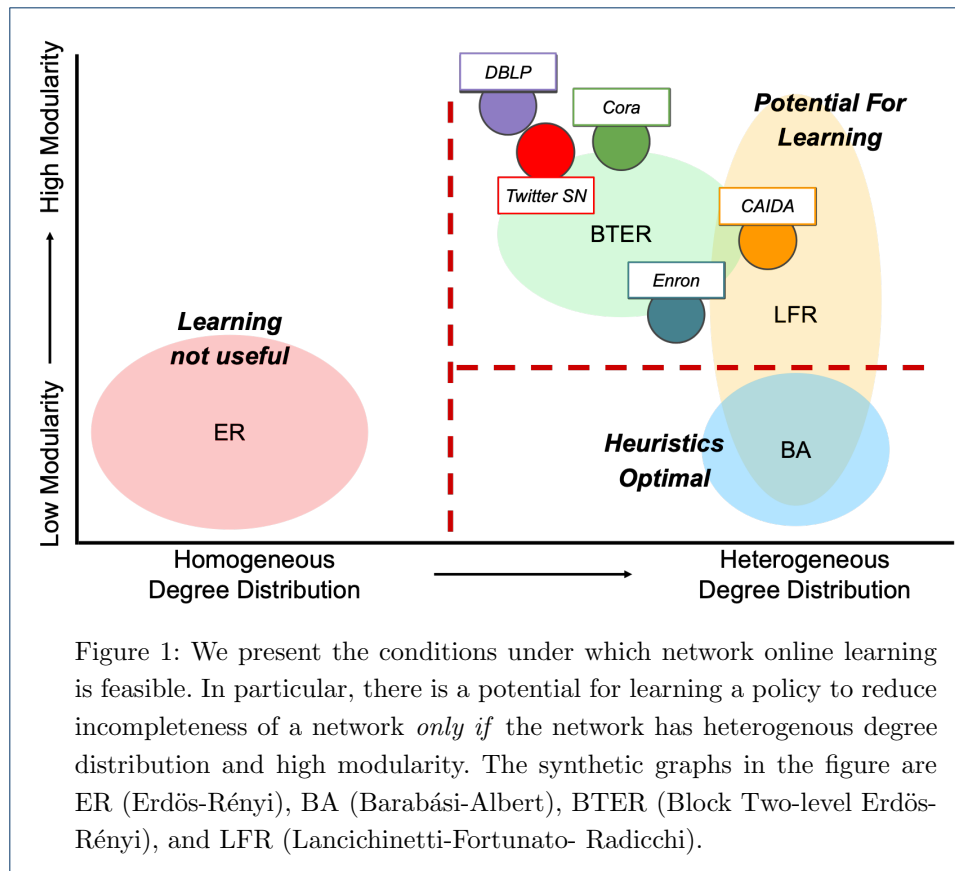 DBLP
Cora
Potential For
Learning
Twitter SN
CAIDA
BTER
Enron
LFR
High Modularity
Learning
not useful
ER
Heuristics
Optimal
BA
Low Modularity
Homogeneous
Degree Distribution
Heterogeneous
Degree Distribution
Figure 1: We present the conditions under which network online learning
is feasible. In particular, there is a potential for learning a policy to reduce
incompleteness of a network only if the network has heterogenous degree
distribution and high modularity. The synthetic graphs in the figure are
ER (Erdös-Rényi), BA (Barabási-Albert), BTER (Block Two-level Erdös-
Rényi), and LFR (Lancichinetti-Fortunato- Radicchi).